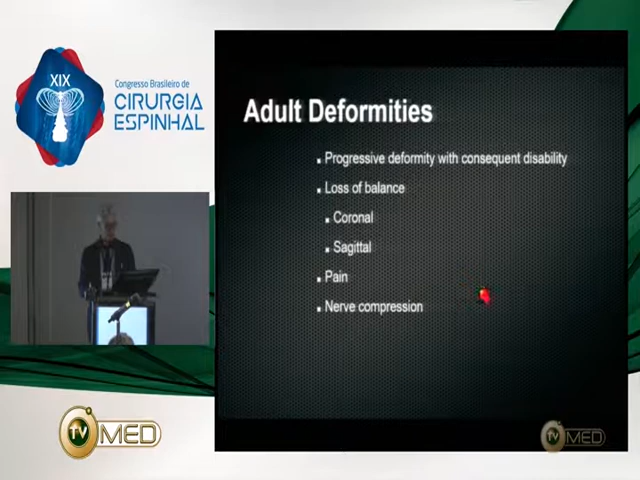 XIX
Congresso Brasileiro de
CIRURGIA
ESPINHAL
Adult Deformities
Progressive deformity with consequent disability
Loss of balance
Coronal
Sagittal
Pain
Nerve compression
TV MED
TV MED